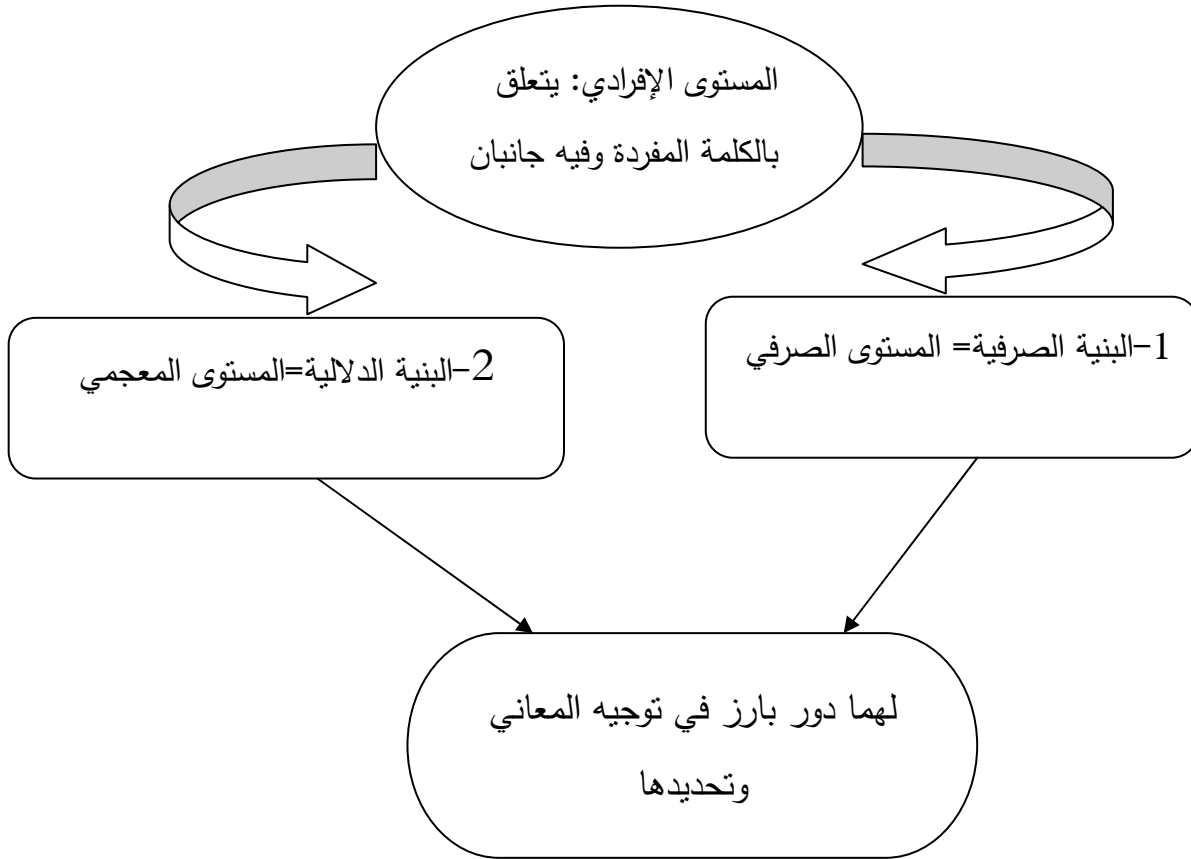 المستوى الإفرادي: يتعلق
بالكلمة المفردة وفيه جانبان
1-البنية الصرفية= المستوى الصرفي
2-البنية الدلالية=المستوى المعجمي
لهما دور بارز في توجيه المعاني
وتحديدها